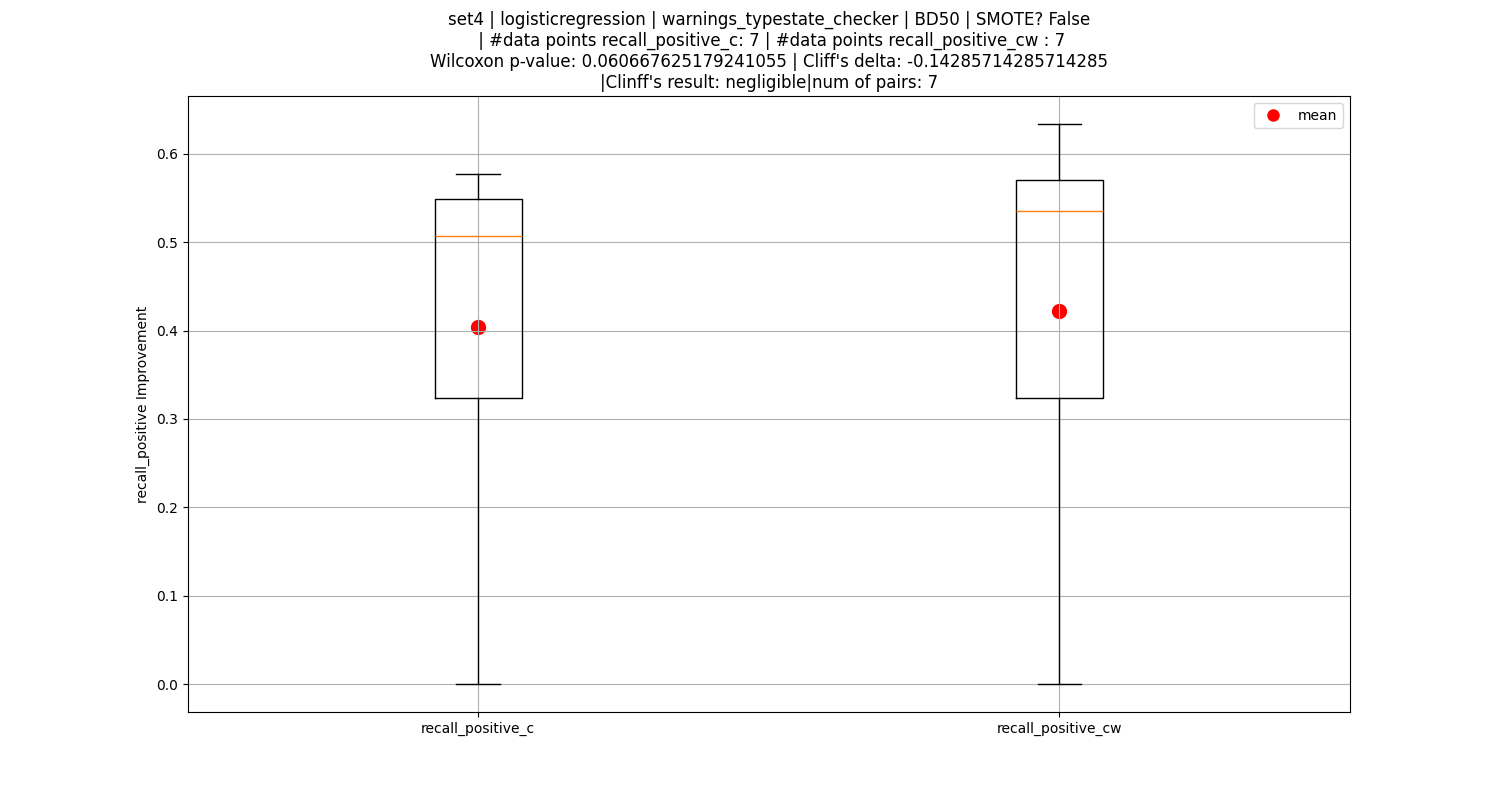 set4 | logisticregression | warnings_typestate_checker | BD50 | SMOTE? False
| #data points recall_positive_c: 7 | #data points recall_positive_cw : 7
Wilcoxon p-value: 0.060667625179241055 | Cliff's delta: -0.14285714285714285
|Clinff's result: negligible|num of pairs: 7
mean
0.6
0.5
0.4
0.3
0.2
0.1
0.0
recall_positive Improvement
recall_positive_c
recall_positive_cw